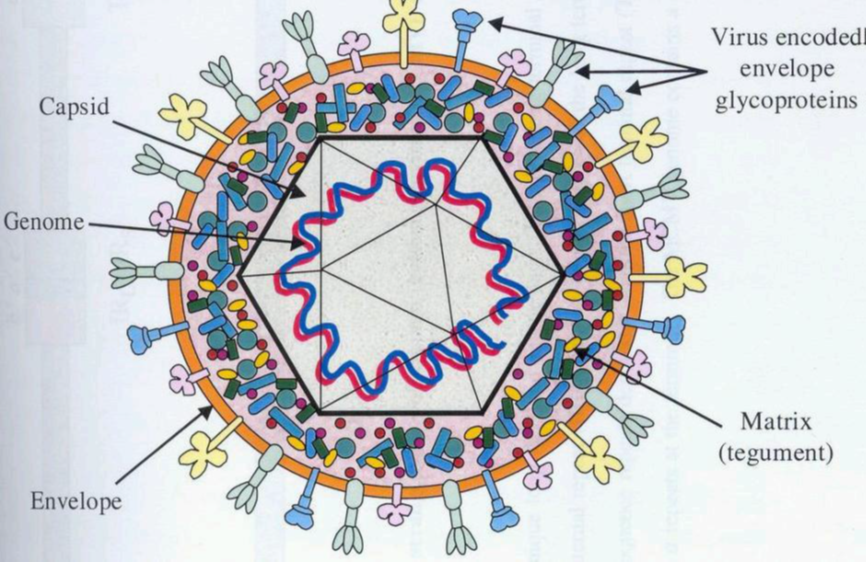 Virus encoded
envelope
glycoproteins
Capsid
Genome
Matrix
(tegument)
Envelope